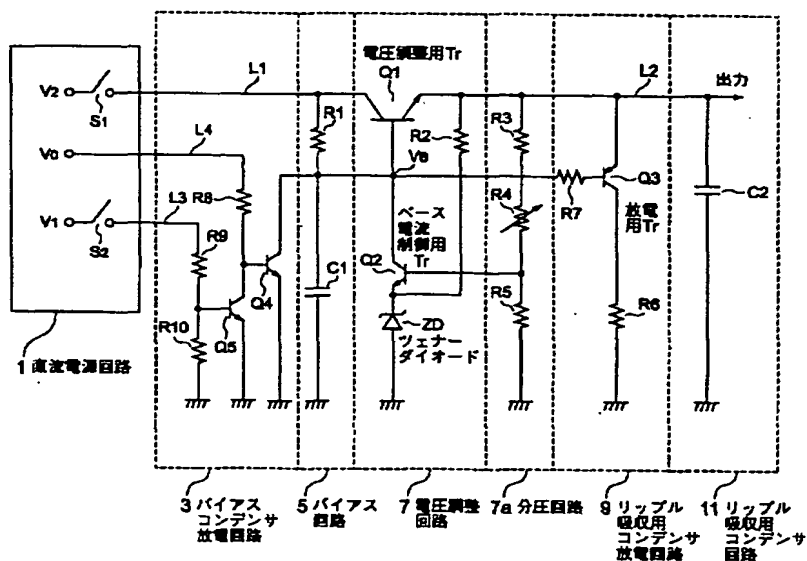 電圧調整用Tr
Q1
L1
L2
出力
V2
S1
R1
R2
R3
L4
VB
V0
R8
R7
Q3
放電用Tr
C2
L3
V1
S2
R9
R4
ベース
電流
制御用
Tr
Q2
Q4
C1
R10
Q5
R5
R6
ZD
ツェナー
ダイオード
1 直流電源回路
3 バイアス
コンデンサ
放電回路
5 バイアス
回路
7 電圧調整
回路
7a 分圧回路
9 リップル
吸収用
コンデンサ
放電回路
11 リップル
吸収用
コンデンサ
回路